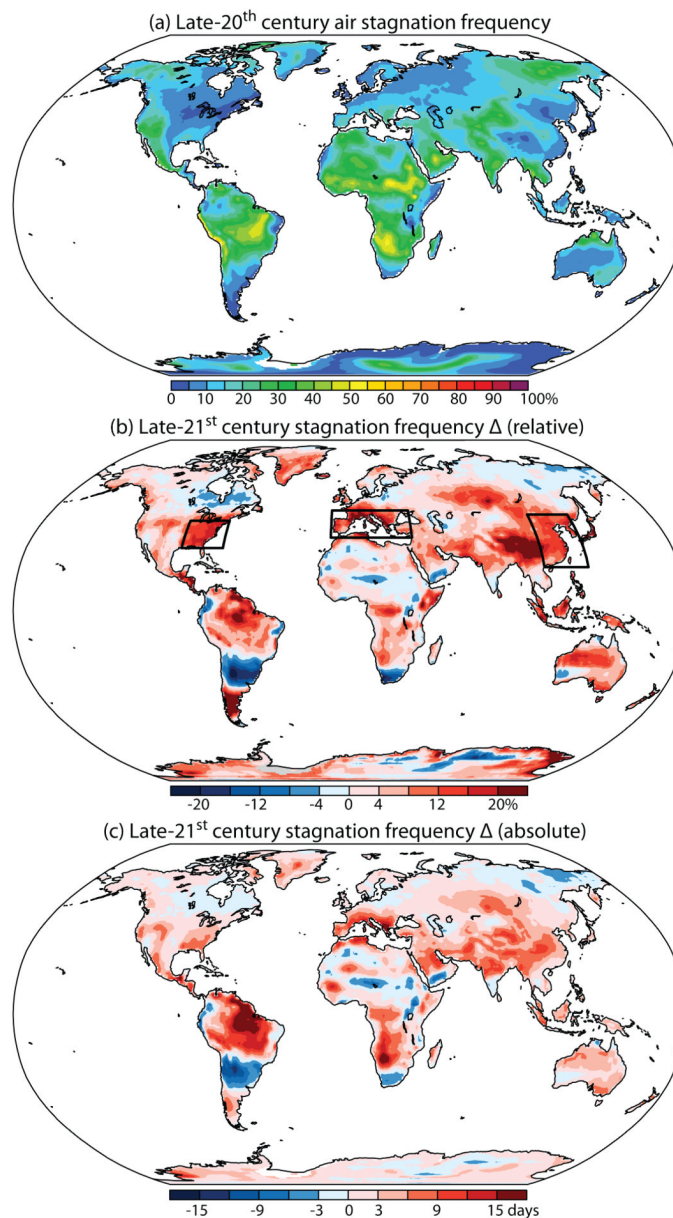 (a) Late-20th century air stagnation frequency
0 10 20 30 40 50 60 70 80 90 100%
(b) Late-21st century stagnation frequency Δ (relative)
-20 -12 -4 0 4 12 20%
(c) Late-21st century stagnation frequency Δ (absolute)
-15 -9 -3 0 3 9 15 days